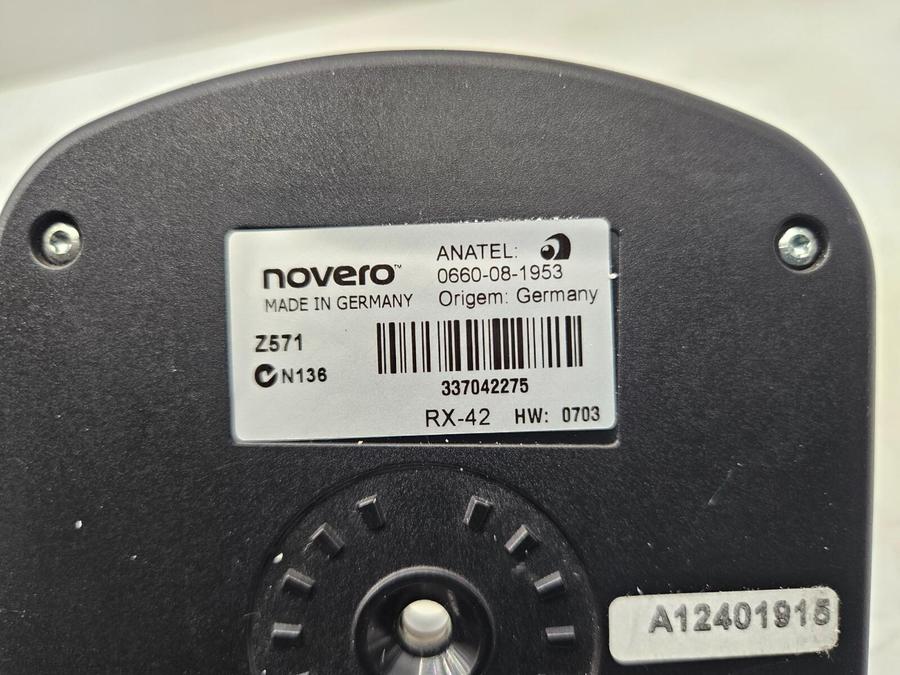 novero™
MADE IN GERMANY
ANATEL:
0660-08-1953
Origem: Germany
Z571
N136
337042275
RX-42 HW: 0703
A12401915